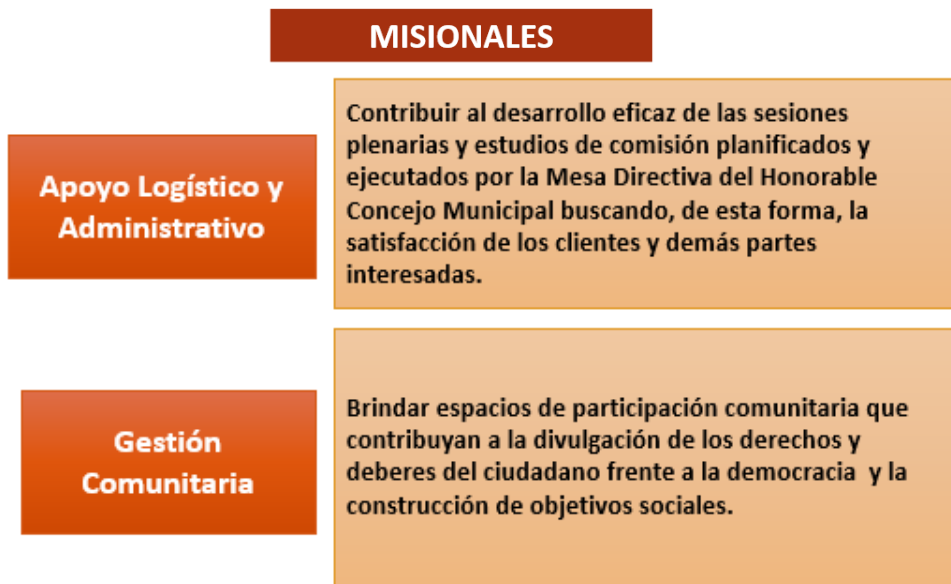 MISIONALES
Apoyo Logístico y
Administrativo
Contribuir al desarrollo eficaz de las sesiones
plenarias y estudios de comisión planificados y
ejecutados por la Mesa Directiva del Honorable
Concejo Municipal buscando, de esta forma, la
satisfacción de los clientes y demás partes
interesadas.
Gestión
Comunitaria
Brindar espacios de participación comunitaria que
contribuyan a la divulgación de los derechos y
deberes del ciudadano frente a la democracia  y la
construcción de objetivos sociales.